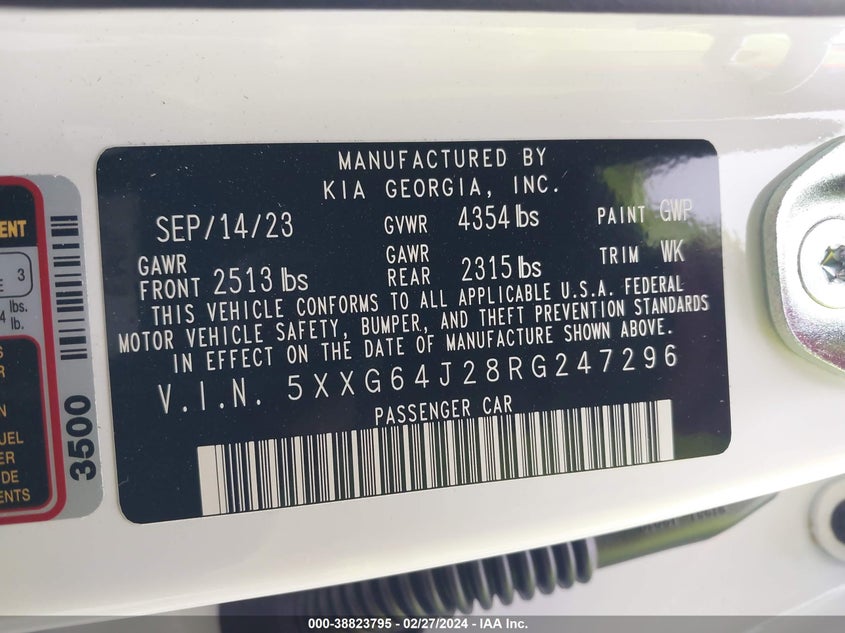 MANUFACTURED BY
KIA GEORGIA, INC.
SEP/14/23 GVWR 4354 lbs PAINT GWP
GAWR FRONT 2513 lbs GAWR REAR 2315 lbs TRIM WK
THIS VEHICLE CONFORMS TO ALL APPLICABLE U.S.A. FEDERAL
MOTOR VEHICLE SAFETY, BUMPER, AND THEFT PREVENTION STANDARDS
IN EFFECT ON THE DATE OF MANUFACTURE SHOWN ABOVE.
V.I.N. 5XXG64J28RG247296
PASSENGER CAR
3
lbs.
lb.
3500
000-38823795 - 02/27/2024 - IAA Inc.